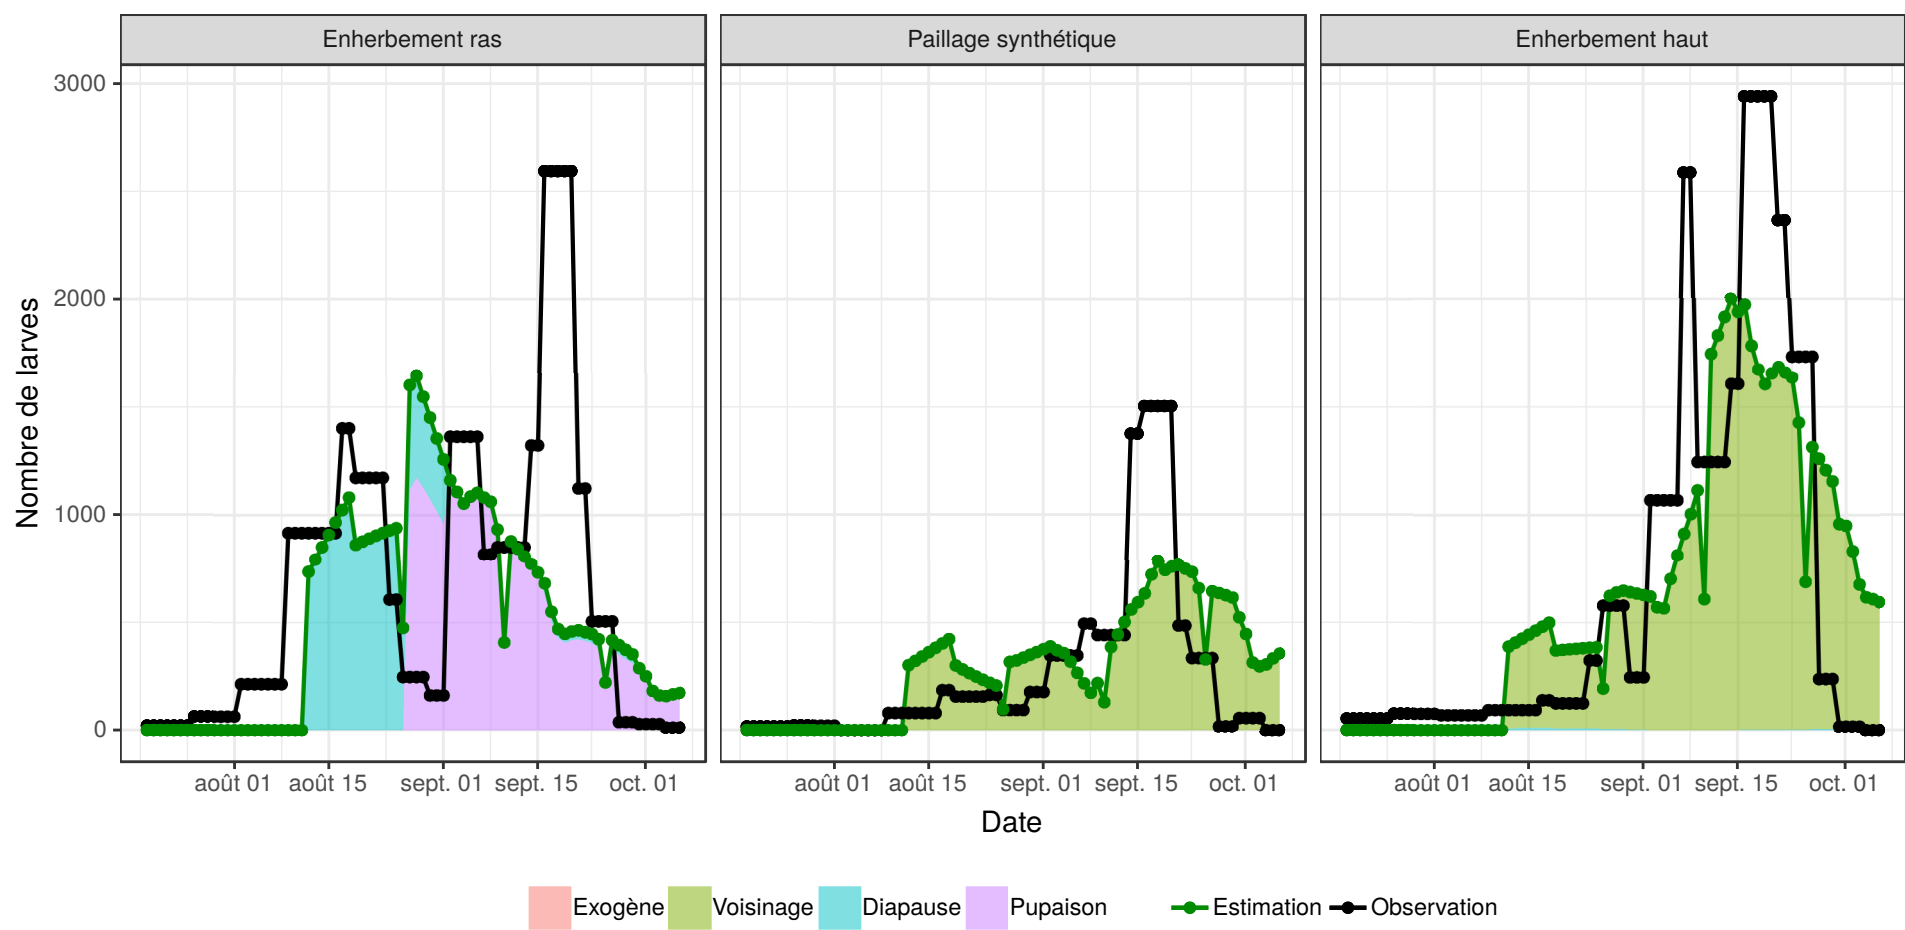 Enherbement ras
Paillage synthétique
Enherbement haut
Nombre de larves
3000
2000
1000
0
août 01 août 15 sept. 01 sept. 15 oct. 01
août 01 août 15 sept. 01 sept. 15 oct. 01
août 01 août 15 sept. 01 sept. 15 oct. 01
Date
Exogène Voisinage Diapause Pupaison Estimation Observation